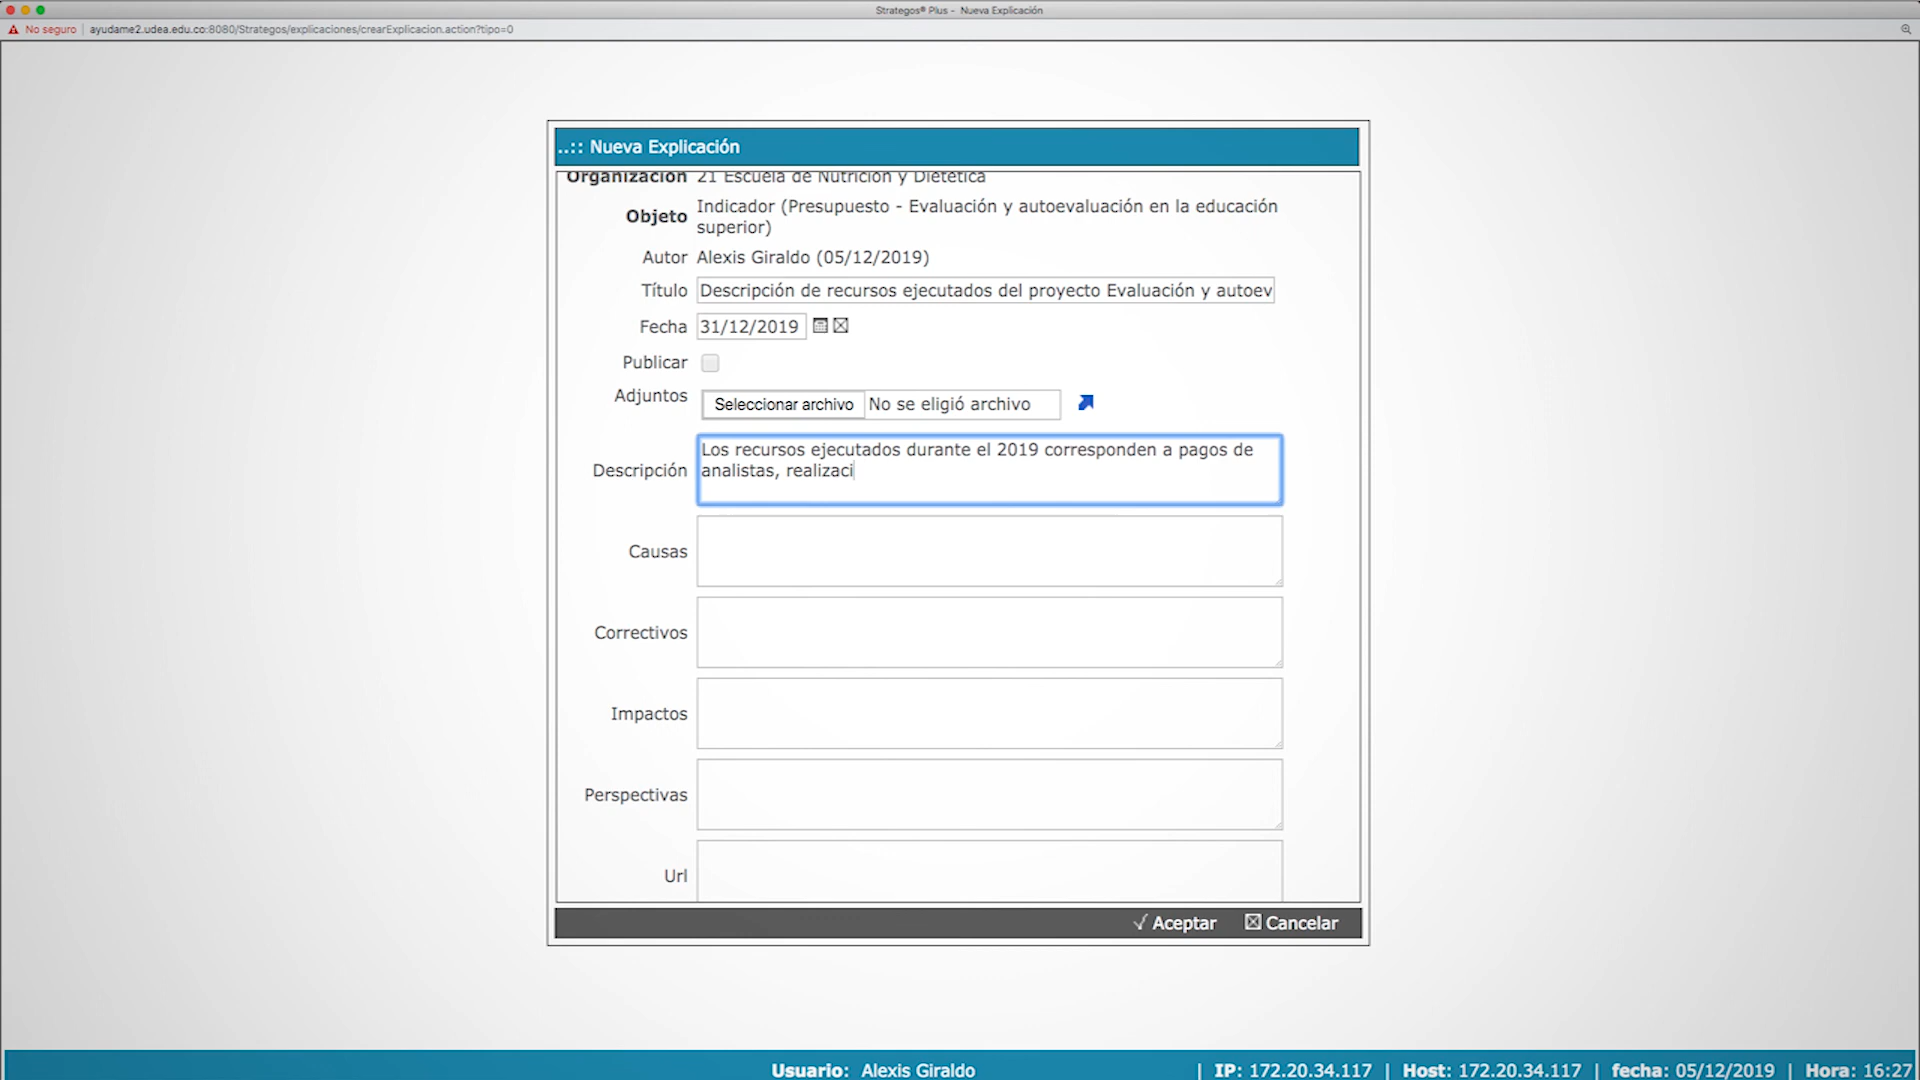 Strategos® Plus - Nueva Explicación
No seguro | ayudame2.udea.edu.co:8080/Strategos/explicaciones/crearExplicacion.action?tipo=0
..:: Nueva Explicación
Organización 21 Escuela de Nutrición y Dietética
Objeto Indicador (Presupuesto - Evaluación y autoevaluación en la educación
superior)
Autor Alexis Giraldo (05/12/2019)
Título Descripción de recursos ejecutados del proyecto Evaluación y autoev
Fecha 31/12/2019
Publicar
Adjuntos Seleccionar archivo No se eligió archivo
Descripción Los recursos ejecutados durante el 2019 corresponden a pagos de
analistas, realizaci
Causas
Correctivos
Impactos
Perspectivas
Url
Aceptar Cancelar
Usuario: Alexis Giraldo | IP: 172.20.34.117 | Host: 172.20.34.117 | fecha: 05/12/2019 | Hora: 16:27